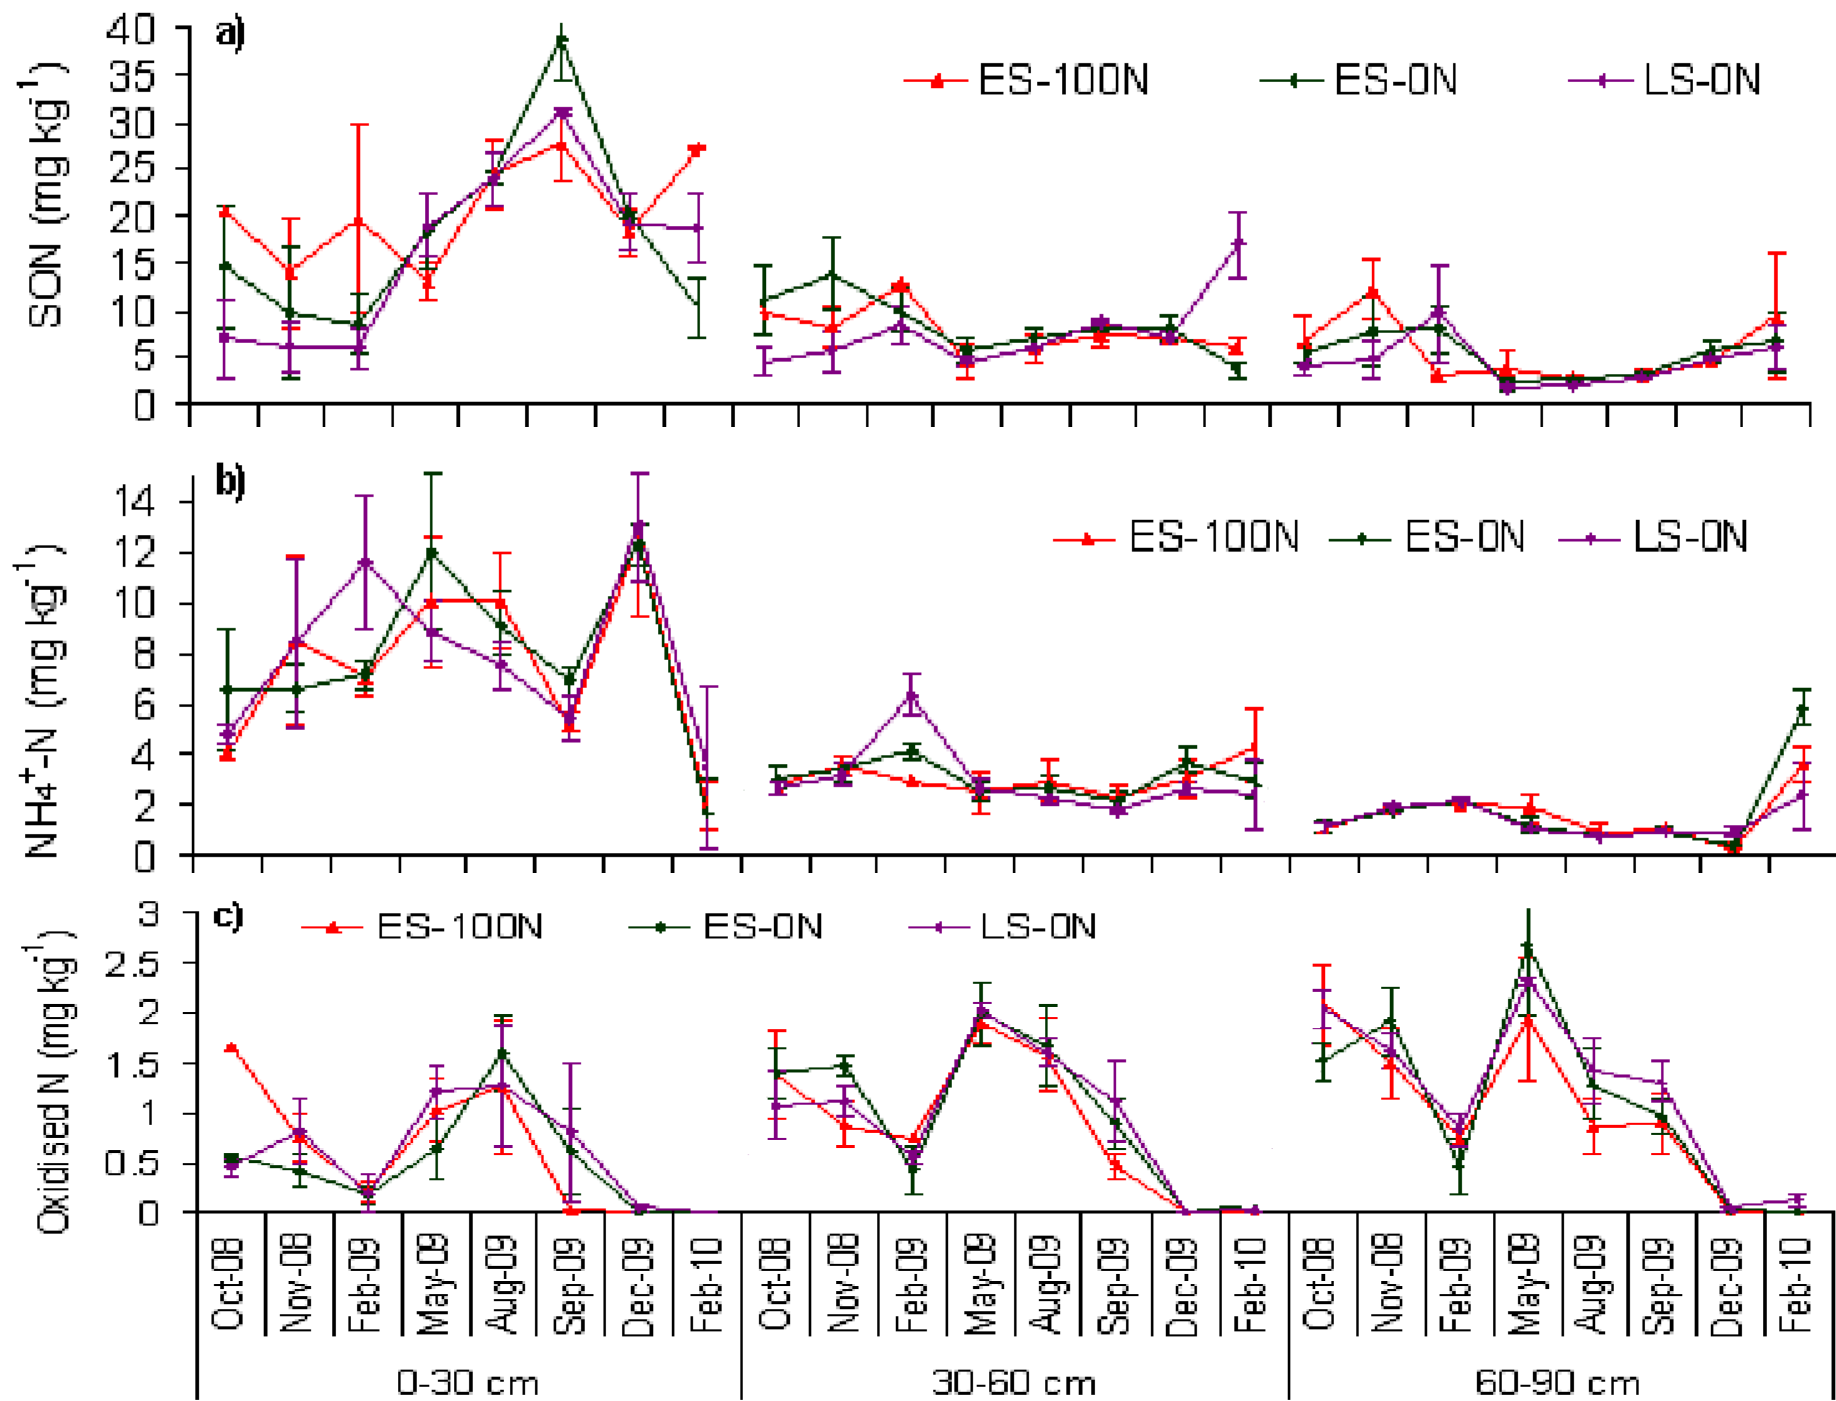 a)
SON (mg kg-1)
40
35
30
25
20
15
10
5
0
ES-100N ES-0N LS-0N
b)
NH4+-N (mg kg-1)
14
12
10
8
6
4
2
0
ES-100N ES-0N LS-0N
c)
Oxidised N (mg kg-1)
3
2.5
2
1.5
1
0.5
0
ES-100N ES-0N LS-0N
Oct-08 Nov-08 Feb-09 May-09 Aug-09 Sep-09 Dec-09 Feb-10 Oct-08 Nov-08 Feb-09 May-09 Aug-09 Sep-09 Dec-09 Feb-10 Oct-08 Nov-08 Feb-09 May-09 Aug-09 Sep-09 Dec-09 Feb-10
0-30 cm 30-60 cm 60-90 cm